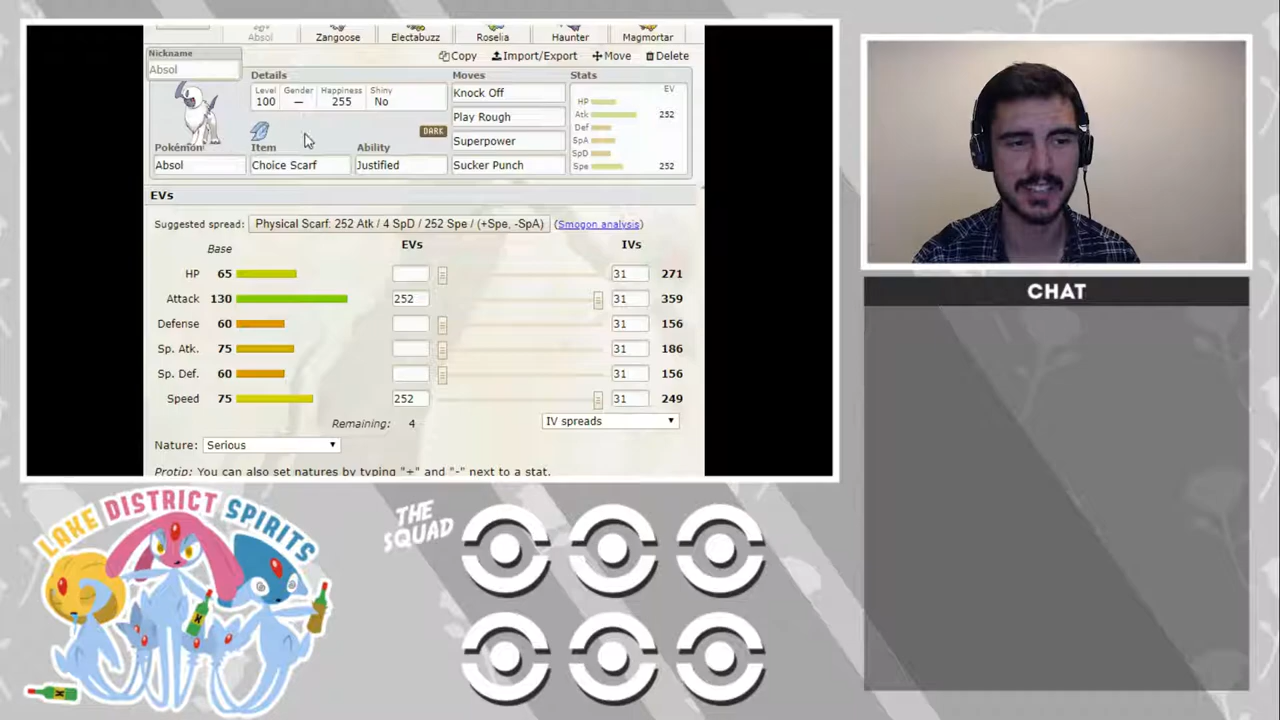 Absol Zangoose Electabuzz Roselia Haunter Magmortar
Nickname
Absol
Copy Import/Export Move Delete
Details
Level Gender Happiness Shiny
100 — 255 No
DARK
Pokémon Item Ability
Absol Choice Scarf Justified
Moves
Knock Off
Play Rough
Superpower
Sucker Punch
Stats
EV
HP
Atk 252
Def
SpA
SpD
Spe 252
EVs
Suggested spread: Physical Scarf: 252 Atk / 4 SpD / 252 Spe / (+Spe, -SpA) (Smogon analysis)
Base EVs IVs
HP 65 31 271
Attack 130 252 31 359
Defense 60 31 156
Sp. Atk. 75 31 186
Sp. Def. 60 31 156
Speed 75 252 31 249
Remaining: 4 IV spreads
Nature: Serious
Protip: You can also set natures by typing "+" and "-" next to a stat.
CHAT
LAKE DISTRICT SPIRITS
THE
SQUAD